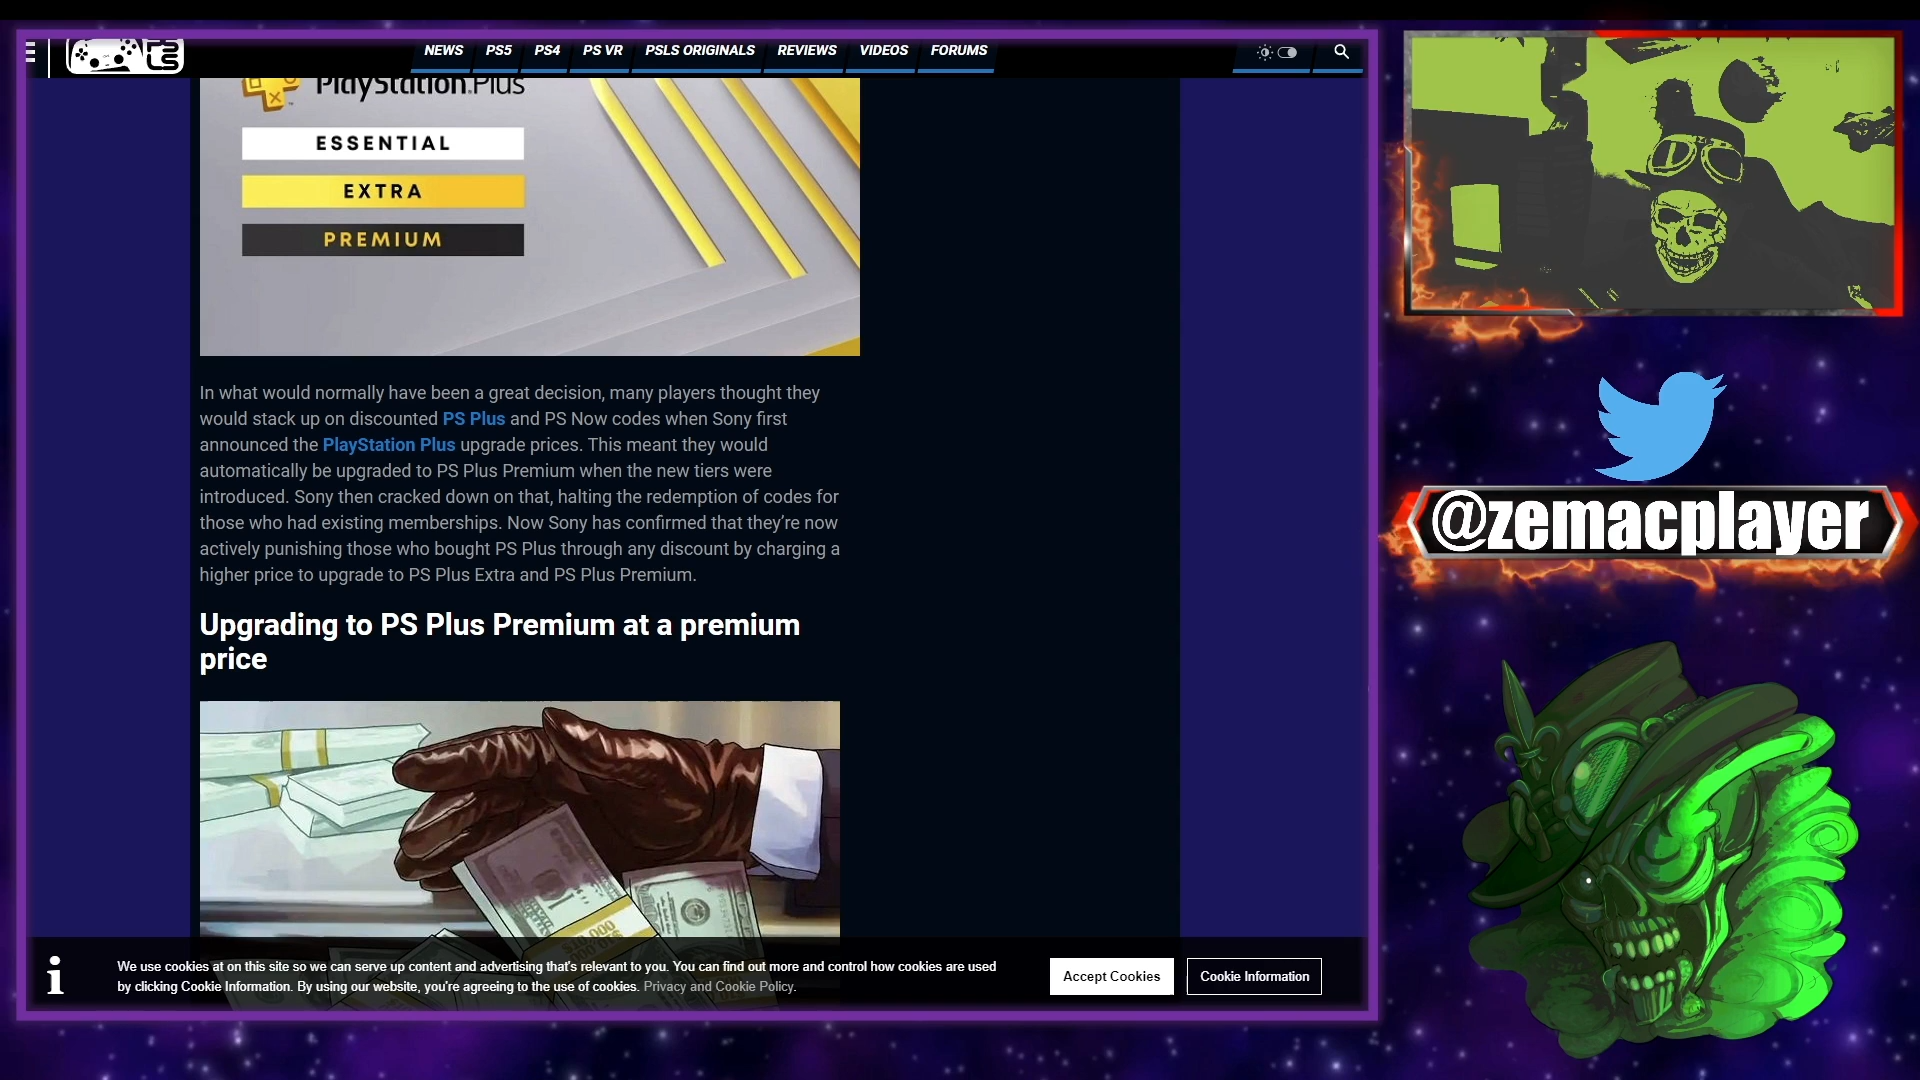 NEWS PS5 PS4 PS VR PSLS ORIGINALS REVIEWS VIDEOS FORUMS
PlayStation.Plus
ESSENTIAL
EXTRA
PREMIUM
In what would normally have been a great decision, many players thought they
would stack up on discounted PS Plus and PS Now codes when Sony first
announced the PlayStation Plus upgrade prices. This meant they would
automatically be upgraded to PS Plus Premium when the new tiers were
introduced. Sony then cracked down on that, halting the redemption of codes for
those who had existing memberships. Now Sony has confirmed that they’re now
actively punishing those who bought PS Plus through any discount by charging a
higher price to upgrade to PS Plus Extra and PS Plus Premium.
Upgrading to PS Plus Premium at a premium
price
$10,000
We use cookies at on this site so we can serve up content and advertising that's relevant to you. You can find out more and control how cookies are used
by clicking Cookie Information. By using our website, you're agreeing to the use of cookies. Privacy and Cookie Policy.
Accept Cookies
Cookie Information
@zemacplayer